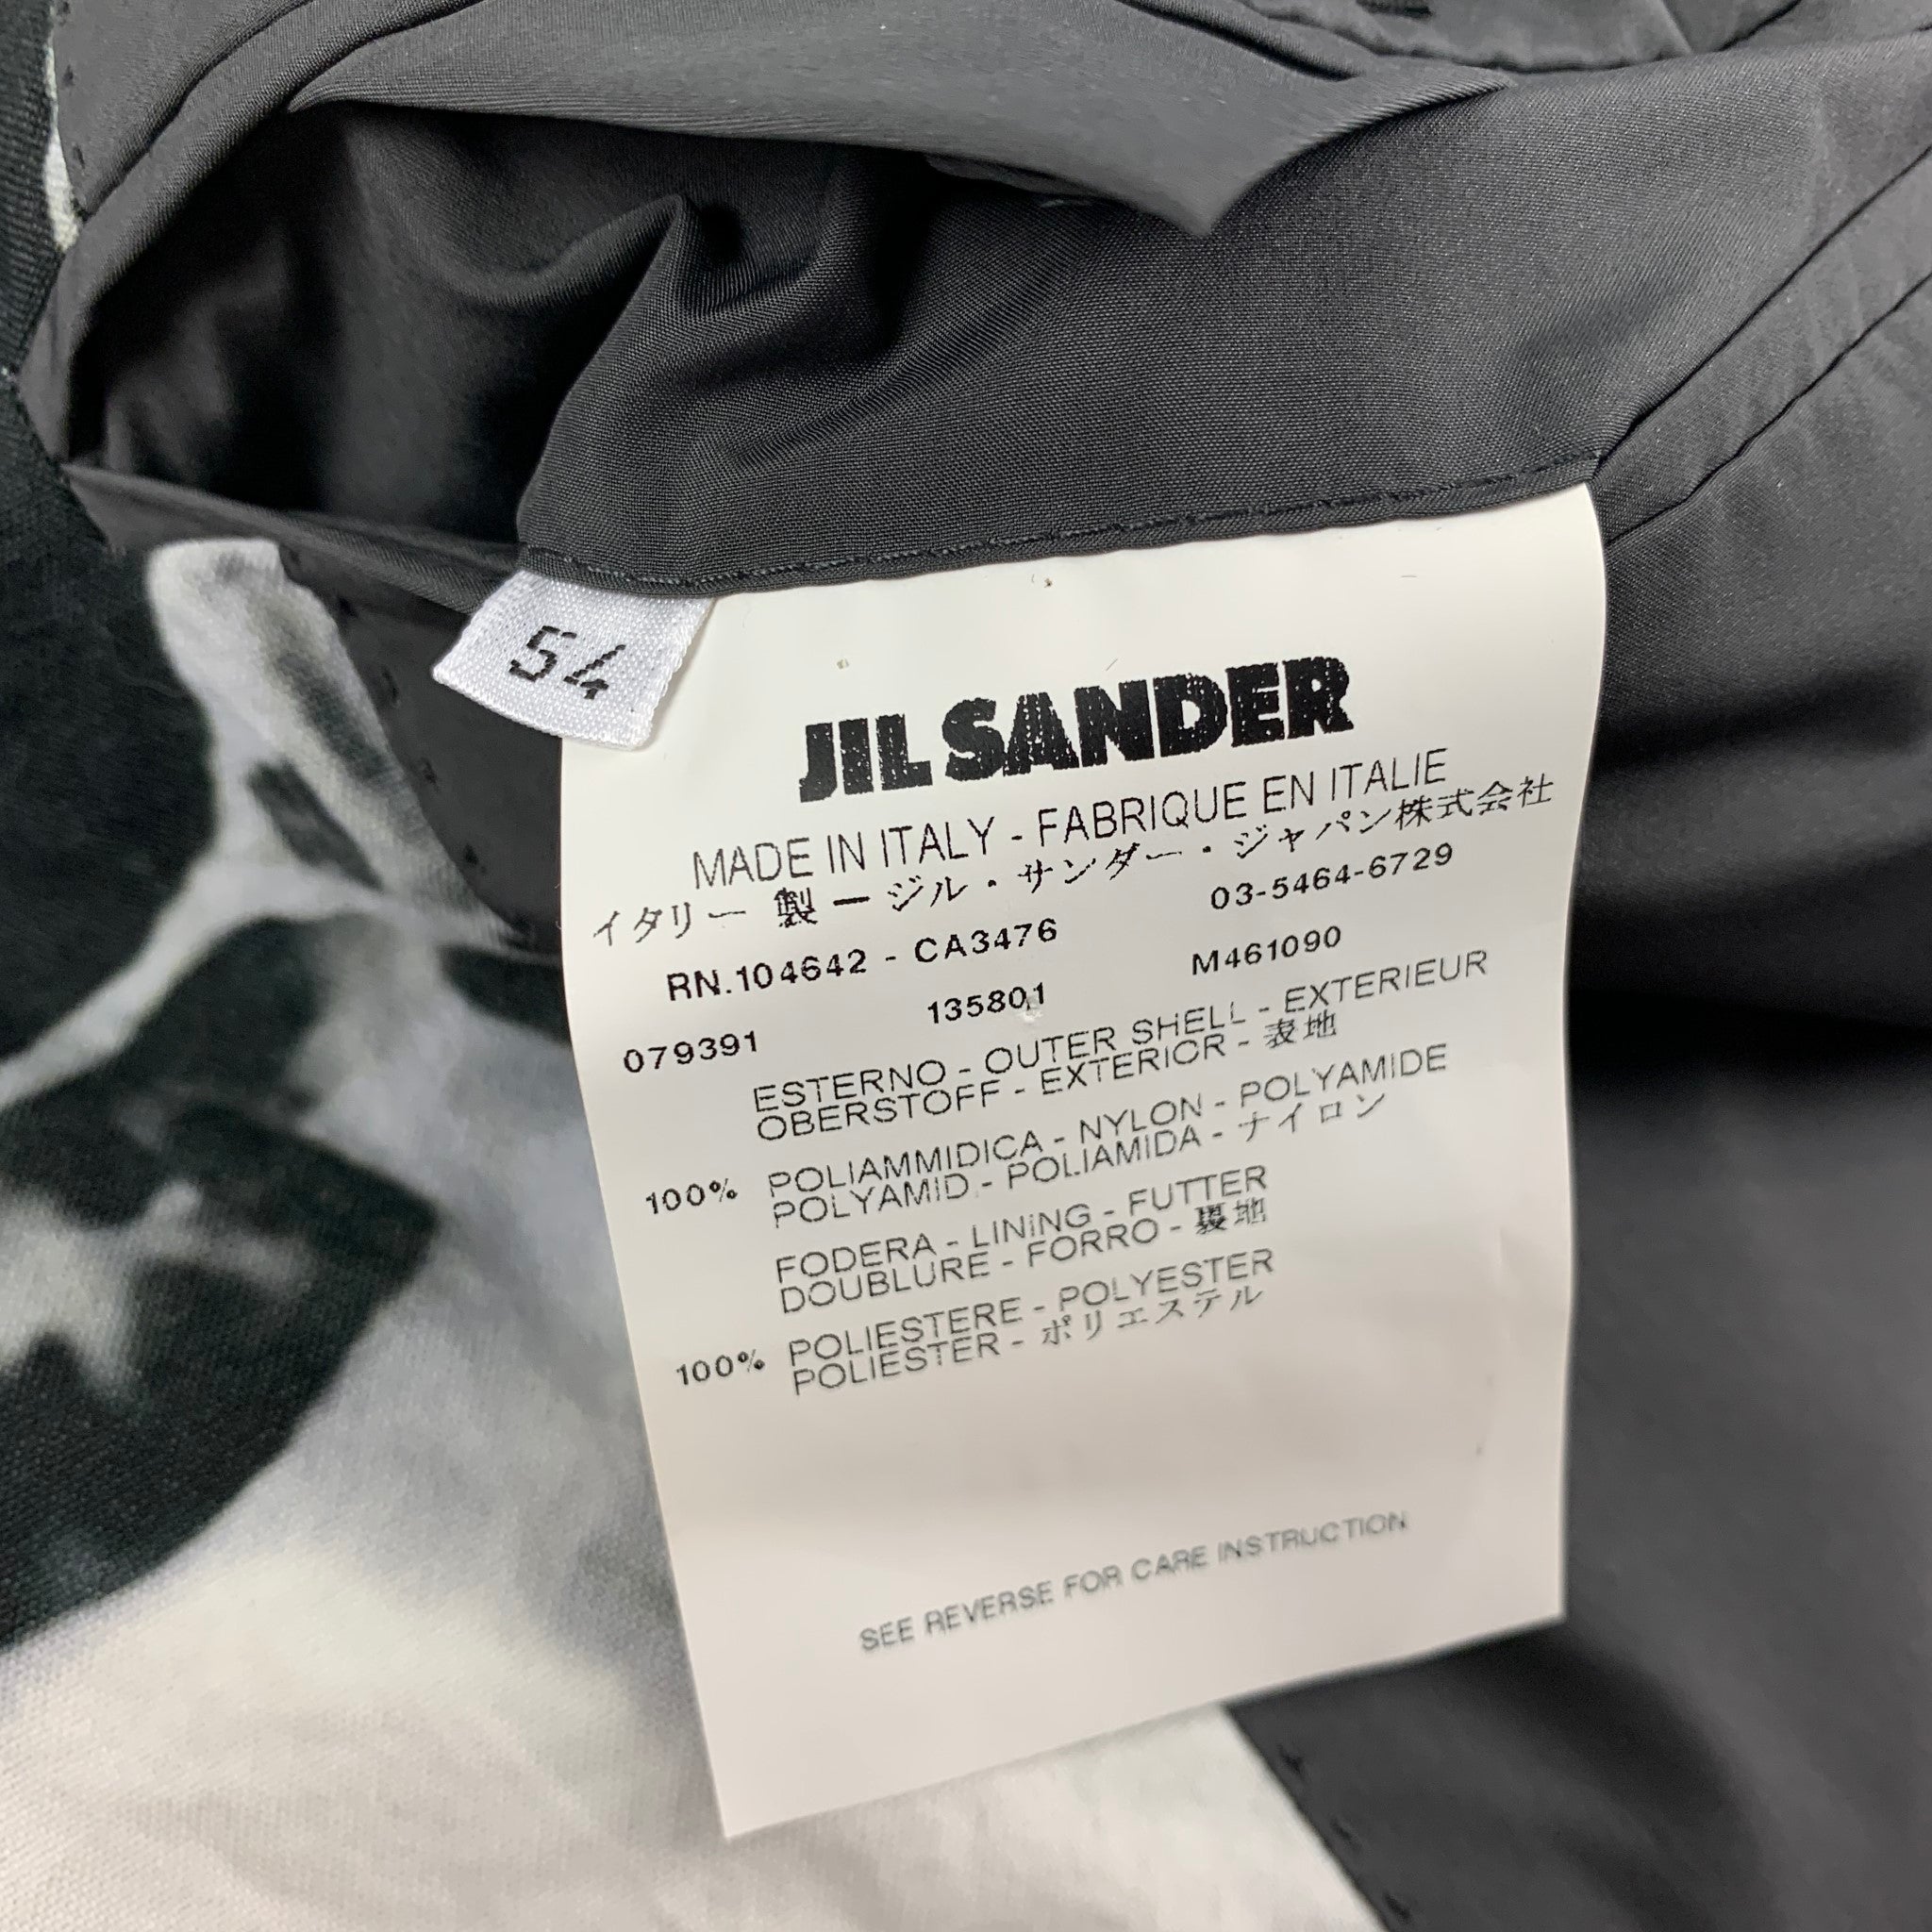 54
JIL SANDER
MADE IN ITALY - FABRIQUE EN ITALIE
イタリー 製 ージル・サンダー・ジャパン株式会社
03-5464-6729
RN.104642 - CA3476
M461090
135801
079391
ESTERNO - OUTER SHELL - EXTERIEUR
OBERSTOFF - EXTERIOR - 表地
100% POLIAMMIDICA - NYLON - POLYAMIDE
POLYAMID - POLIAMIDA - ナイロン
FODERA - LINING - FUTTER
DOUBLURE - FORRO - 裏地
100% POLIESTERE - POLYESTER
POLIESTER - ポリエステル
SEE REVERSE FOR CARE INSTRUCTION